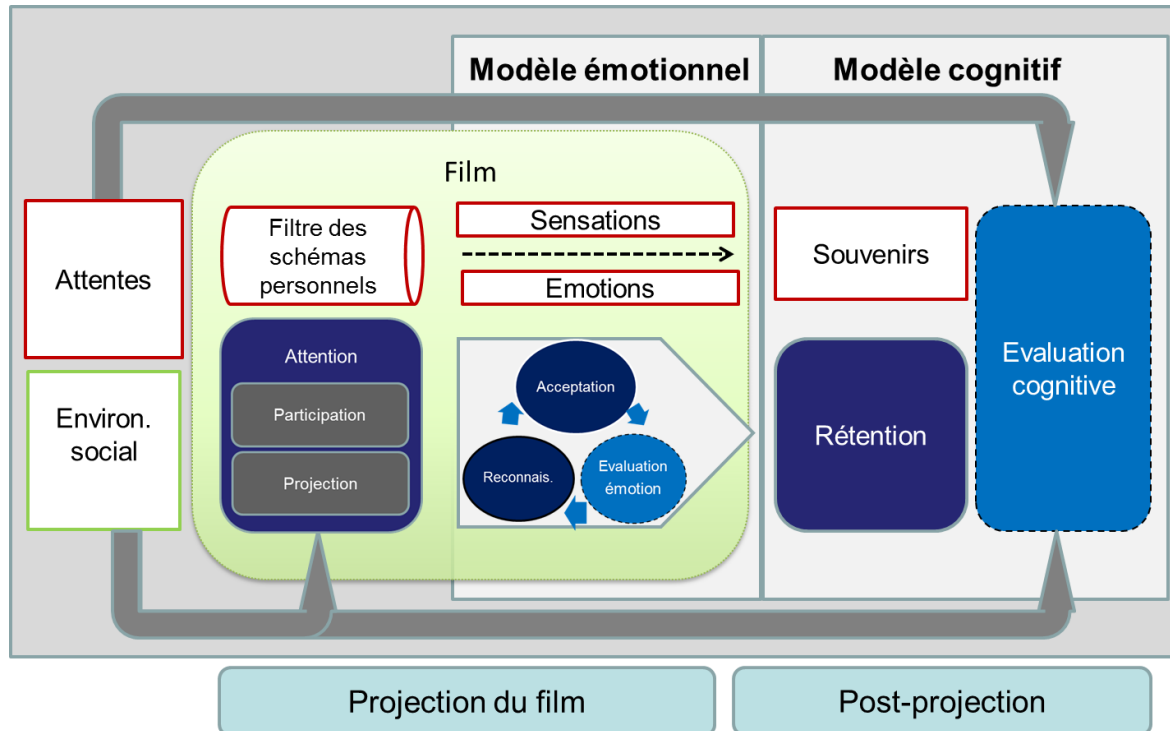 Modèle émotionnel
Modèle cognitif
Film
Attentes
Environ.
social
Filtre des
schémas
personnels
Attention
Participation
Projection
Sensations
Emotions
Acceptation
Reconnais.
Evaluation
émotion
Souvenirs
Rétention
Evaluation
cognitive
Projection du film
Post-projection